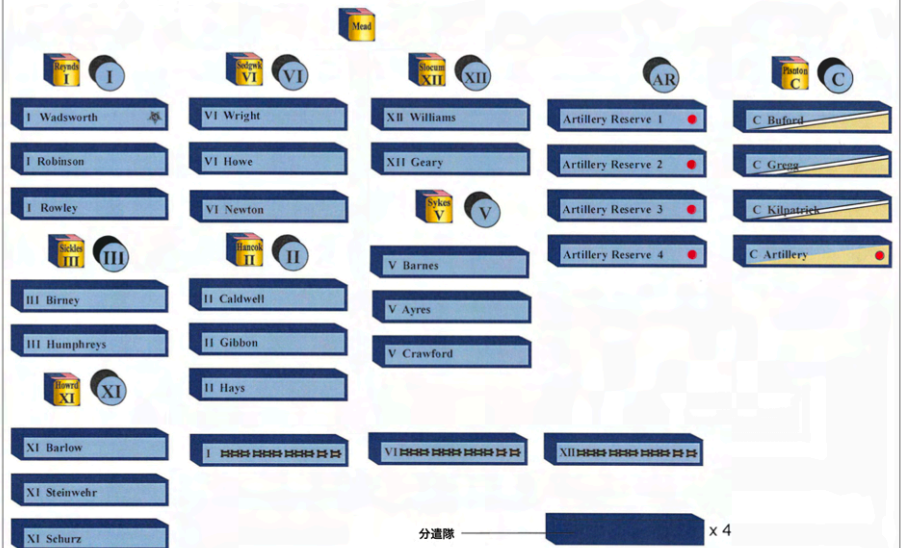 Mead
Reynds I
I
Sedgwk VI
VI
Slocum XII
XII
AR
Planton C
C
I Wadsworth
VI Wright
XII Williams
Artillery Reserve 1
C Buford
I Robinson
VI Howe
XII Geary
Artillery Reserve 2
C Gregg
I Rowley
VI Newton
Sykes V
V
Artillery Reserve 3
C Kilpatrick
Sickles III
III
Hancok II
II
V Barnes
Artillery Reserve 4
C Artillery
III Birney
II Caldwell
V Ayres
III Humphreys
II Gibbon
V Crawford
Howrd XI
XI
II Hays
XI Barlow
I
VI
XII
XI Steinwehr
XI Schurz
分遣隊
x 4